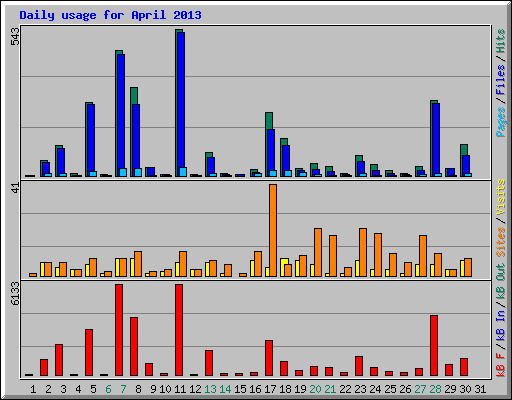 Daily usage for April 2013
543
Pages / Files / Hits
41
Sites / Visits
6133
kB F / kB In / kB Out
1 2 3 4 5 6 7 8 9 10 11 12 13 14 15 16 17 18 19 20 21 22 23 24 25 26 27 28 29 30 31